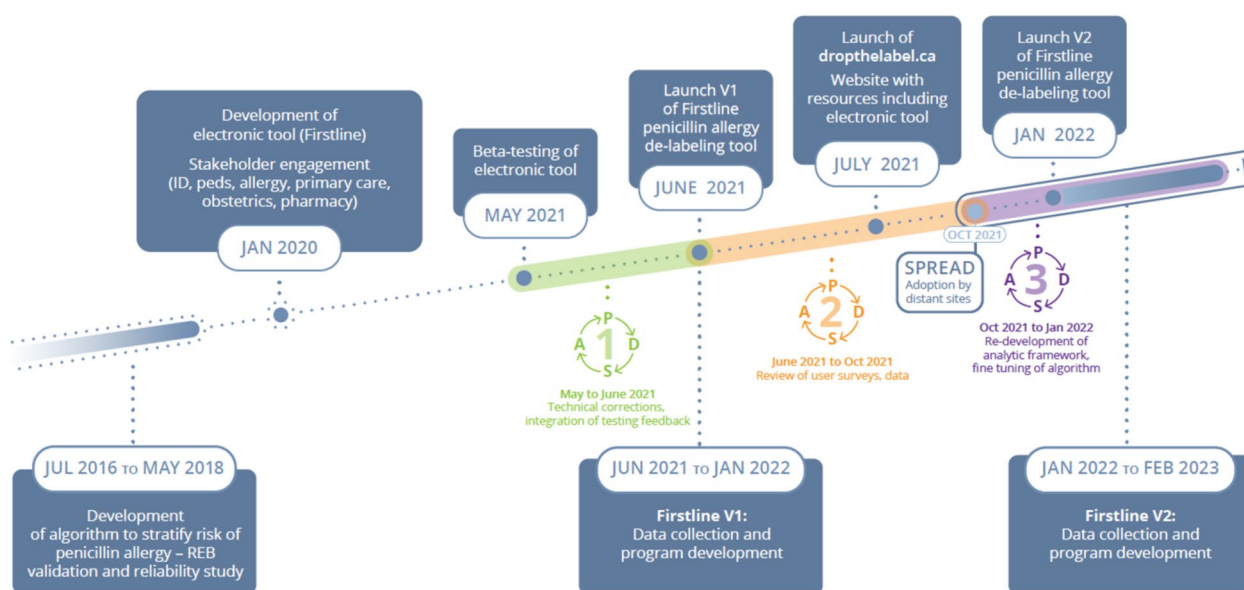 Development of
electronic tool (Firstline)
Stakeholder engagement
(ID, peds, allergy, primary care,
obstetrics, pharmacy)
JAN 2020
Beta-testing of
electronic tool
MAY 2021
Launch V1
of Firstline
penicillin allergy
de-labeling tool
JUNE 2021
Launch of
dropthelabel.ca
Website with
resources including
electronic tool
JULY 2021
Launch V2
of Firstline
penicillin allergy
de-labeling tool
JAN 2022
OCT 2021
SPREAD
Adoption by
distant sites
P
A 1 D
S
May to June 2021
Technical corrections,
integration of testing feedback
P
A 2 D
S
June 2021 to Oct 2021
Review of user surveys, data
P
A 3 D
S
Oct 2021 to Jan 2022
Re-development of
analytic framework,
fine tuning of algorithm
JUL 2016 TO MAY 2018
Development
of algorithm to stratify risk of
penicillin allergy – REB
validation and reliability study
JUN 2021 TO JAN 2022
Firstline V1:
Data collection and
program development
JAN 2022 TO FEB 2023
Firstline V2:
Data collection and
program development